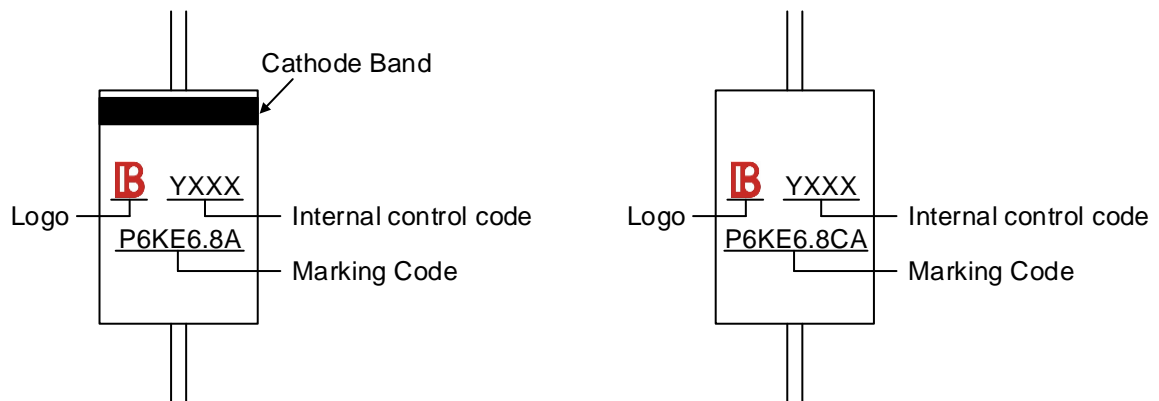 Cathode Band
B YXXX B YXXX
Logo Internal control code Logo Internal control code
P6KE6.8A P6KE6.8CA
Marking Code Marking Code